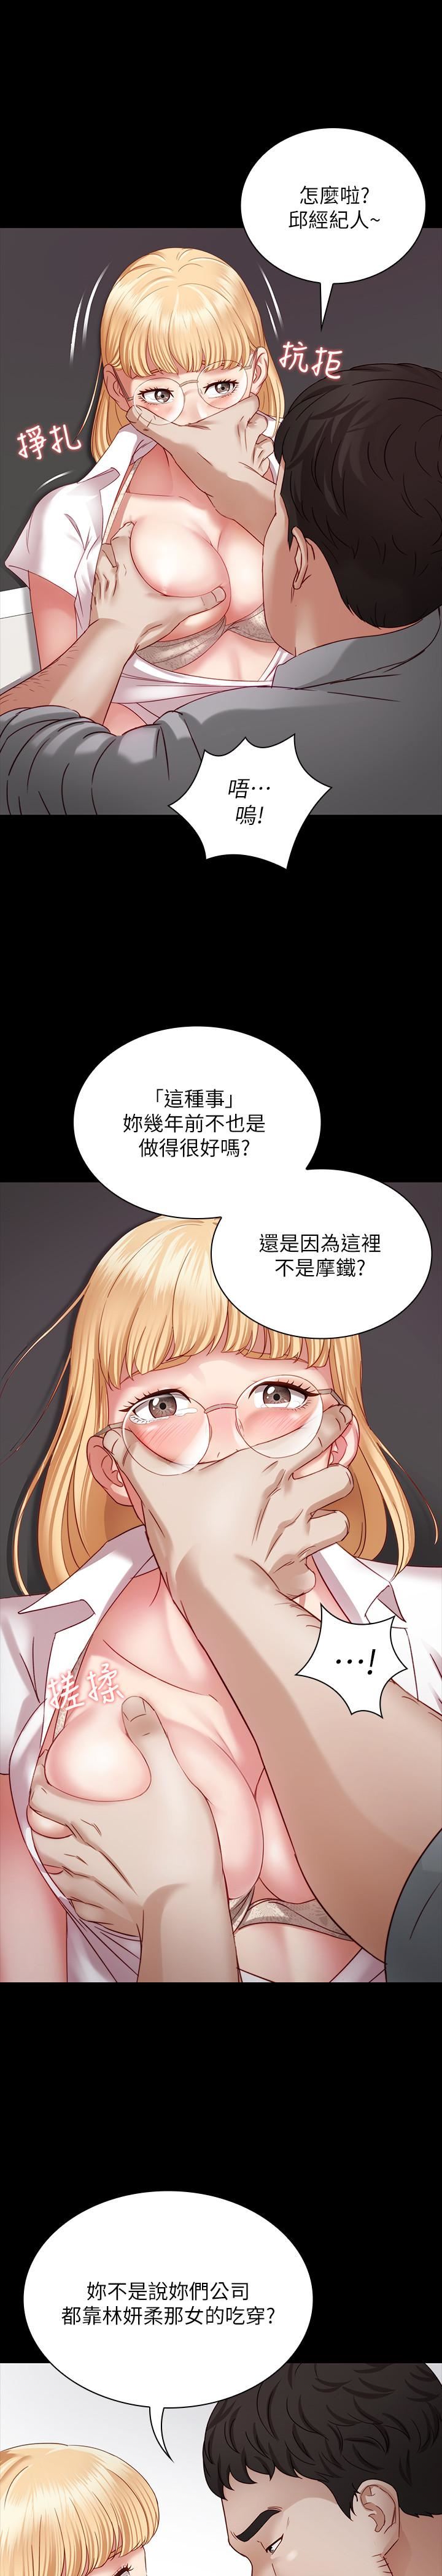 怎麼啦?
邱經紀人~
抗拒
掙扎
唔…
嗚!
「這種事」
妳幾年前不也是
做得很好嗎?
還是因為這裡
不是摩鐵?
…!
搓揉
妳不是說妳們公司
都靠林妍柔那女的吃穿?